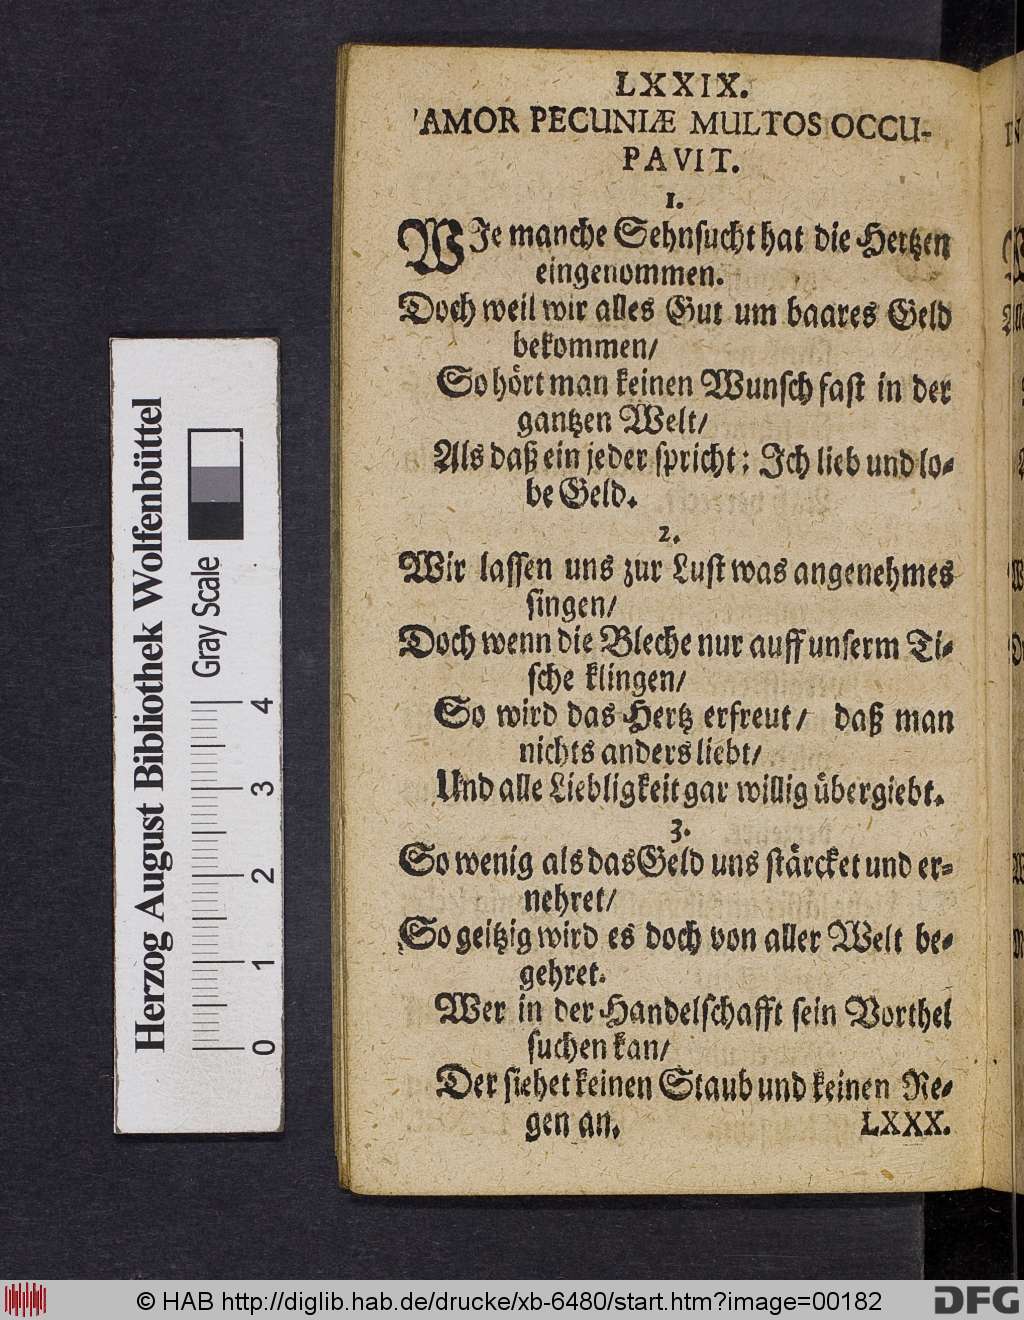 LXXIX.
AMOR PECUNIÆ MULTOS OCCU-
PAVIT.
1.
WJe manche Sehnsucht hat die Hertzen
eingenommen.
Doch weil wir alles Gut um baares Geld
bekommen/
So hört man keinen Wunsch fast in der
gantzen Welt/
Als daß ein jeder spricht: Jch lieb und lo-
be Geld.
2.
Wir lassen uns zur Lust was angenehmes
singen/
Doch wenn die Bleche nur auff unserm Ti-
sche klingen/
So wird das Hertz erfreut/ daß man
nichts anders liebt/
Und alle Liebligkeit gar willig übergiebt.
3.
So wenig als das Geld uns stärcket und er-
nehret/
So geitzig wird es doch von aller Welt be-
gehret.
Wer in der Handelschafft sein Vorthel
suchen kan/
Der siehet keinen Staub und keinen Re-
gen an.
LXXX.
Herzog August Bibliothek Wolfenbüttel
Gray Scale
0 1 2 3 4
© HAB http://diglib.hab.de/drucke/xb-6480/start.htm?image=00182
DFG